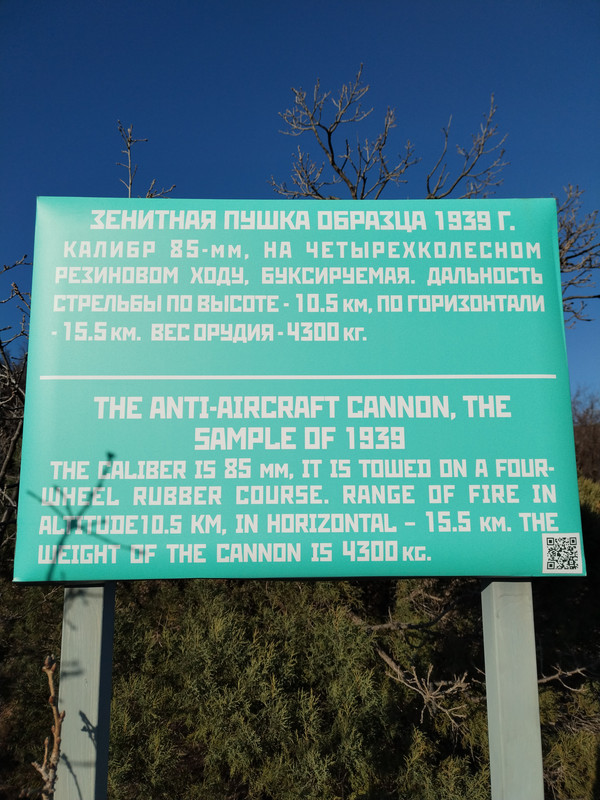 ЗЕНИТНАЯ ПУШКА ОБРАЗЦА 1939 Г.
КАЛИБР 85-мм, НА ЧЕТЫРЕХКОЛЕСНОМ
РЕЗИНОВОМ ХОДУ, БУКСИРУЕМАЯ. ДАЛЬНОСТЬ
СТРЕЛЬБЫ ПО ВЫСОТЕ - 10.5 км, ПО ГОРИЗОНТАЛИ
- 15.5 км. ВЕС ОРУДИЯ - 4300 кг.
THE ANTI-AIRCRAFT CANNON, THE
SAMPLE OF 1939
THE CALIBER IS 85 мм, IT IS TOWED ON A FOUR-
WHEEL RUBBER COURSE. RANGE OF FIRE IN
ALTITUDE10.5 KM, IN HORIZONTAL – 15.5 KM. THE
WEIGHT OF THE CANNON IS 4300 KG.